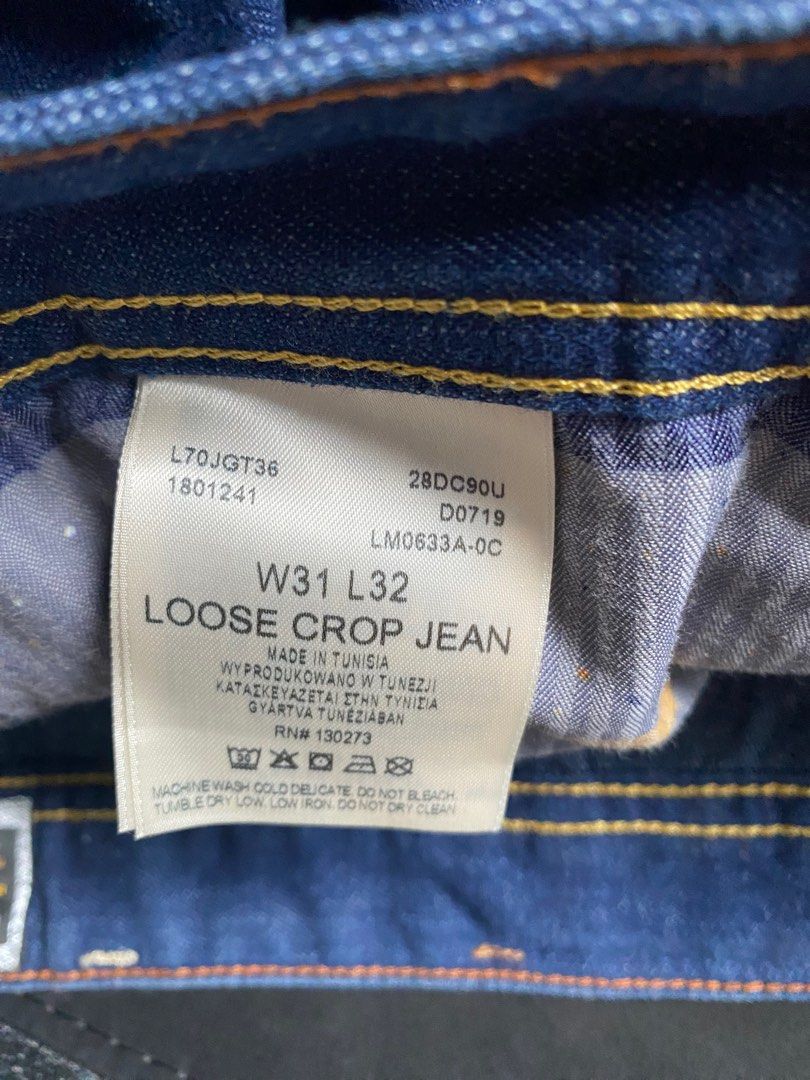 L70JGT36
1801241
28DC90U
D0719
LM0633A-0C
W31 L32
LOOSE CROP JEAN
MADE IN TUNISIA
WYPRODUKOWANO W TUNEZJI
ΚΑΤΑΣΚΕΥΑΖΕΤΑΙ ΣΤΗΝ ΤΥΝΙΣΙΑ
GYÁRTVA TUNÉZIÁBAN
RN# 130273
30
MACHINE WASH COLD DELICATE. DO NOT BLEACH.
TUMBLE DRY LOW. LOW IRON. DO NOT DRY CLEAN.